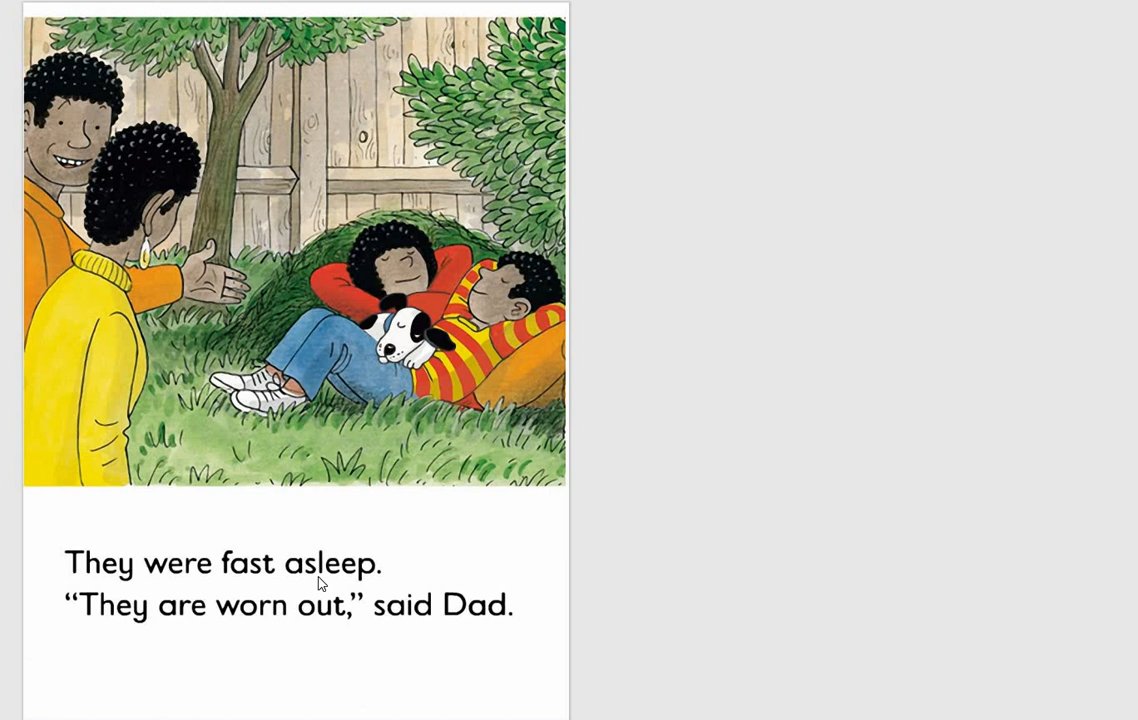 They were fast asleep.
“They are worn out,” said Dad.